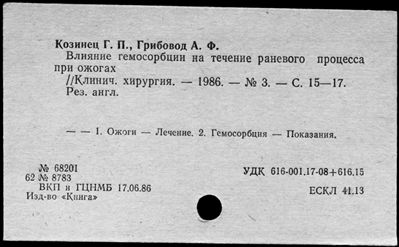 Козинец Г. П., Грибовод А. Ф.
Влияние гемосорбции на течение раневого процесса
при ожогах
//Клинич. хирургия. — 1986. — № 3. — С. 15—17.
Рез. англ.
— — 1. Ожоги — Лечение. 2. Гемосорбция — Показания.
№ 68201
62 № 8783
УДК 616-001.17-08+616.15
ВКП и ГЦНМБ 17.06.86
ЕСКЛ 41.13
Изд-во «Книга»